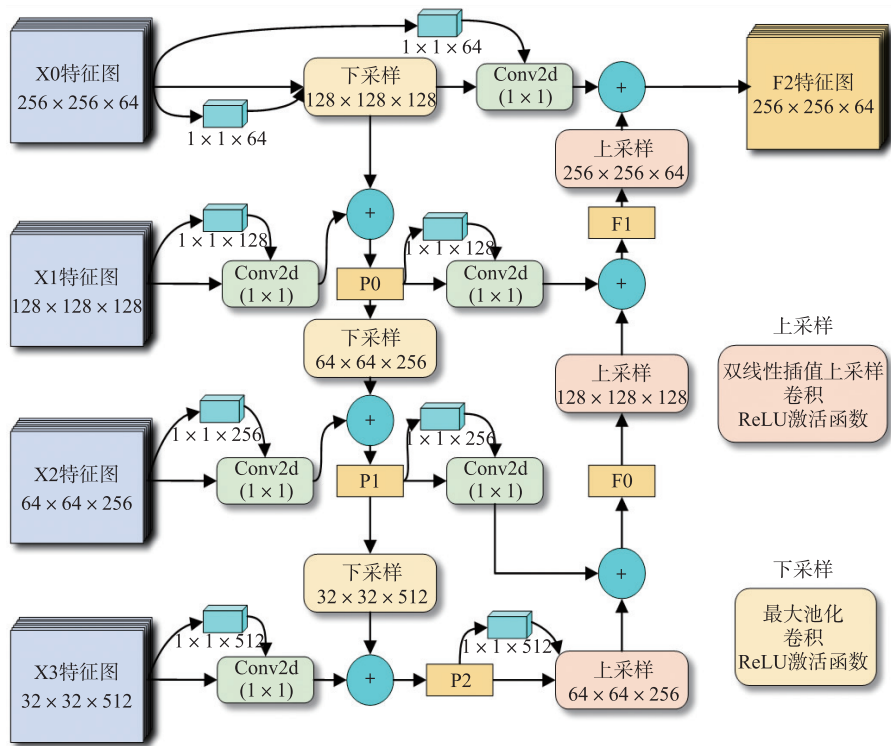 X0特征图
256×256×64
1×1×64
1×1×64
下采样
128×128×128
Conv2d
(1×1)
+
F2特征图
256×256×64
上采样
256×256×64
F1
X1特征图
128×128×128
1×1×128
Conv2d
(1×1)
+
P0
1×1×128
Conv2d
(1×1)
+
下采样
64×64×256
上采样
128×128×128
上采样
双线性插值上采样
卷积
ReLU激活函数
X2特征图
64×64×256
1×1×256
Conv2d
(1×1)
+
P1
1×1×256
Conv2d
(1×1)
F0
+
下采样
32×32×512
下采样
最大池化
卷积
ReLU激活函数
X3特征图
32×32×512
1×1×512
Conv2d
(1×1)
+
P2
1×1×512
上采样
64×64×256